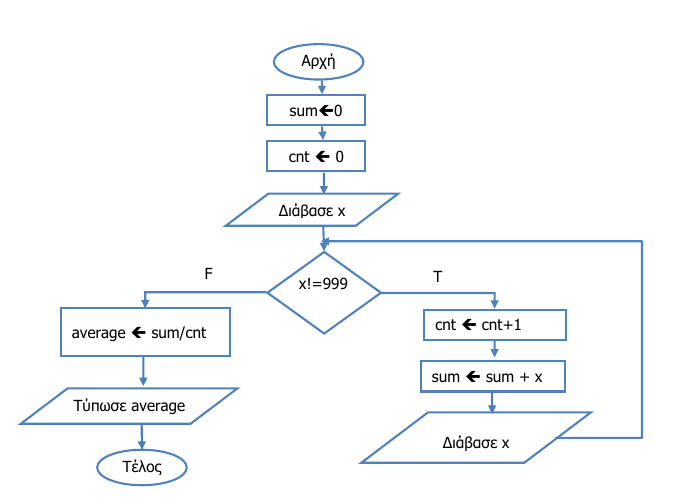 Αρχή
sum🡸0
cnt 🡸 0
Διάβασε x
x!=999
F
T
average 🡸 sum/cnt
Τύπωσε average
Τέλος
cnt 🡸 cnt+1
sum 🡸 sum + x
Διάβασε x